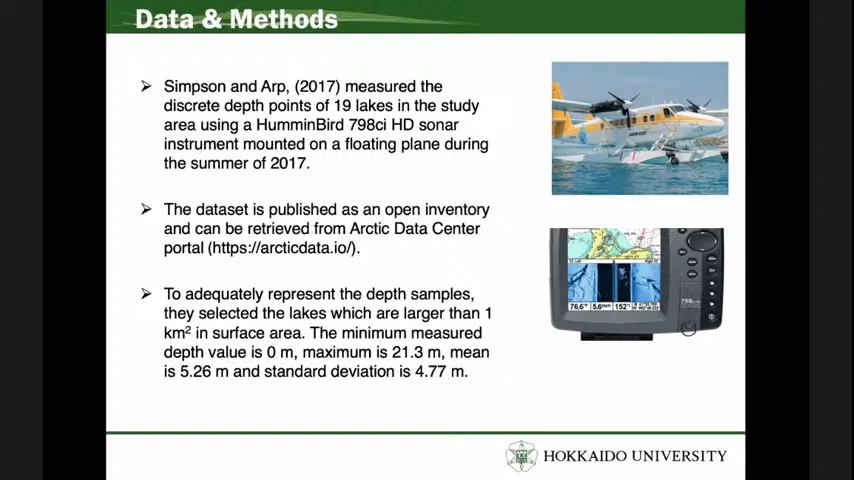 Data & Methods
Simpson and Arp, (2017) measured the
discrete depth points of 19 lakes in the study
area using a HumminBird 798ci HD sonar
instrument mounted on a floating plane during
the summer of 2017.
The dataset is published as an open inventory
and can be retrieved from Arctic Data Center
portal (https://arcticdata.io/).
To adequately represent the depth samples,
they selected the lakes which are larger than 1
km² in surface area. The minimum measured
depth value is 0 m, maximum is 21.3 m, mean
is 5.26 m and standard deviation is 4.77 m.
HOKKAIDO UNIVERSITY